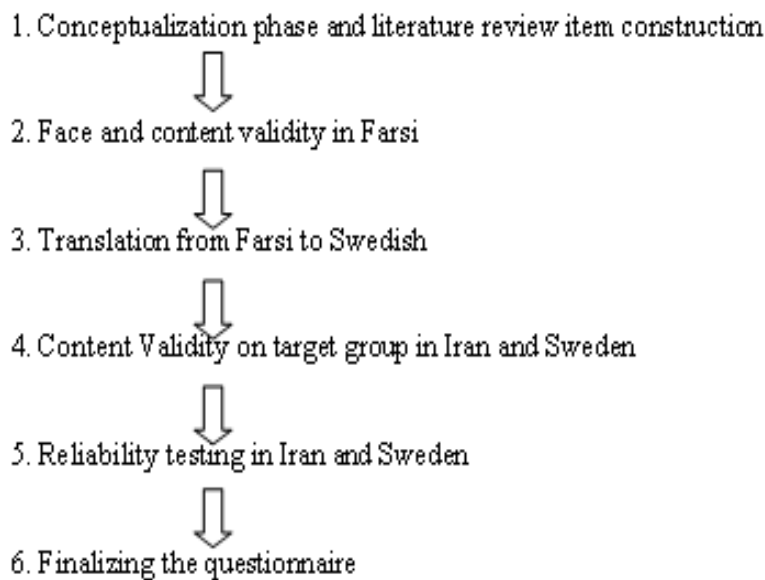 1. Conceptualization phase and literature review item construction
2. Face and content validity in Farsi
3. Translation from Farsi to Swedish
4. Content Validity on target group in Iran and Sweden
5. Reliability testing in Iran and Sweden
6. Finalizing the questionnaire